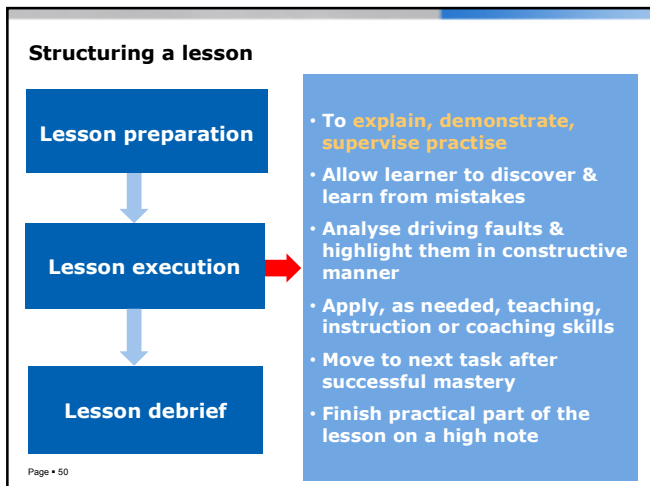 Structuring a lesson
Lesson preparation
Lesson execution
Lesson debrief
• To explain, demonstrate,
supervise practise
• Allow learner to discover &
learn from mistakes
• Analyse driving faults &
highlight them in constructive
manner
• Apply, as needed, teaching,
instruction or coaching skills
• Move to next task after
successful mastery
• Finish practical part of the
lesson on a high note
Page ▪ 50